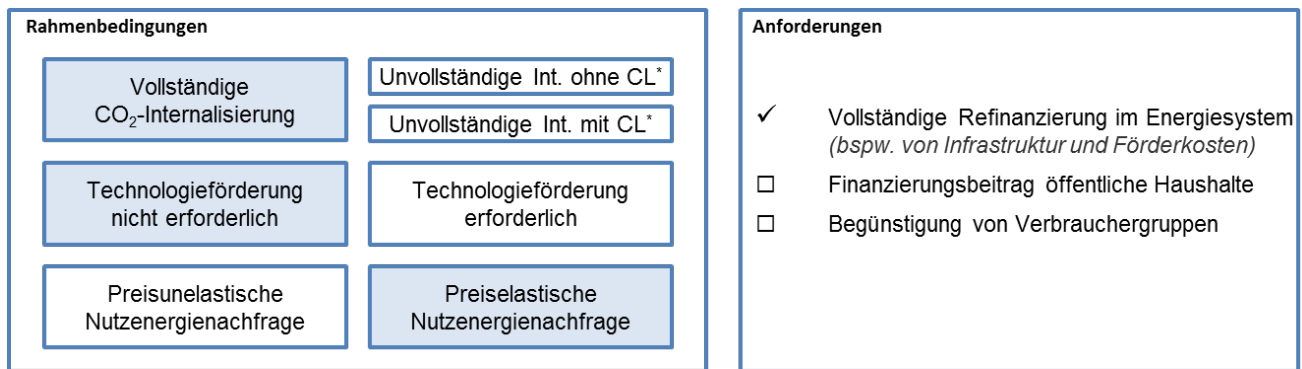 Rahmenbedingungen
Vollständige
CO₂-Internalisierung
Unvollständige Int. ohne CL*
Unvollständige Int. mit CL*
Technologieförderung
nicht erforderlich
Technologieförderung
erforderlich
Preisunelastische
Nutzenergienachfrage
Preiselastische
Nutzenergienachfrage
Anforderungen
✓ Vollständige Refinanzierung im Energiesystem
(bspw. von Infrastruktur und Förderkosten)
☐ Finanzierungsbeitrag öffentliche Haushalte
☐ Begünstigung von Verbrauchergruppen